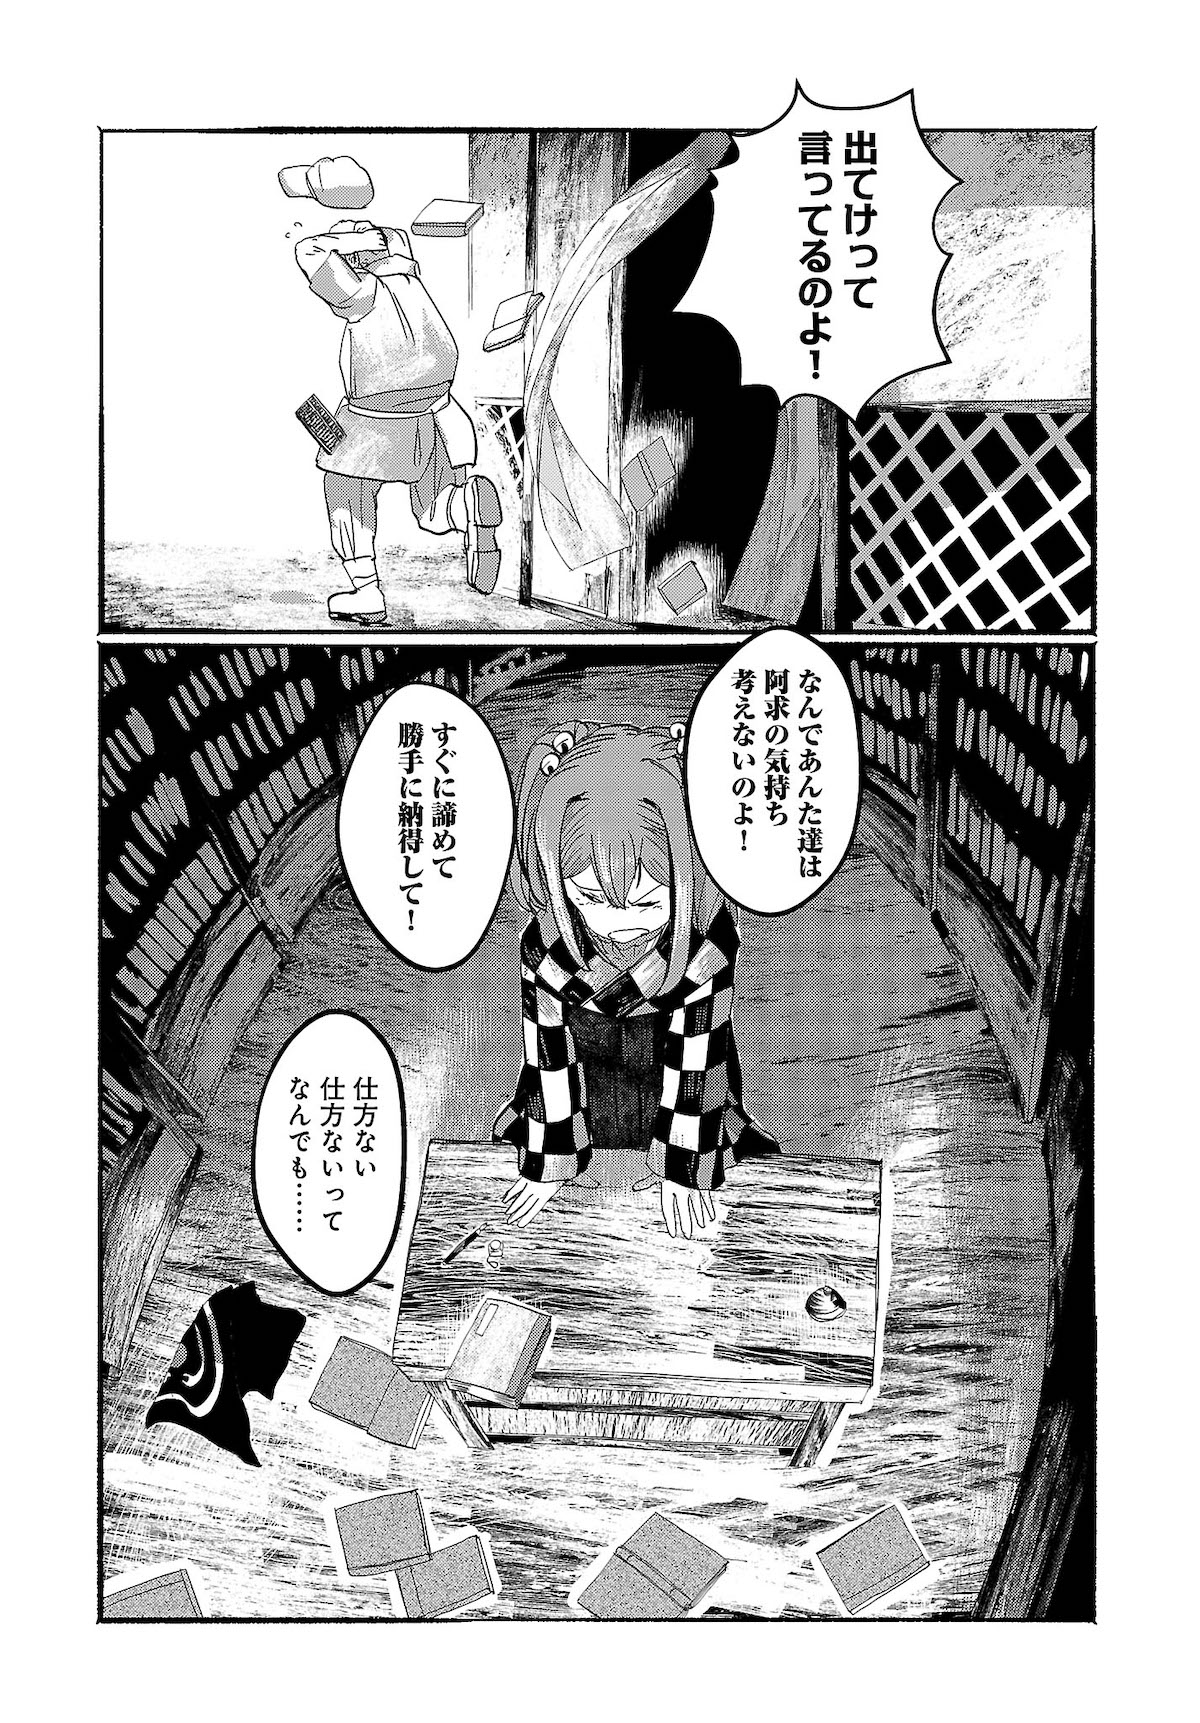 出てけって
言ってるのよ！
なんであんた達は
阿求の気持ち
考えないのよ！
すぐに諦めて
勝手に納得して！
仕方ない
仕方ないって
なんでも……